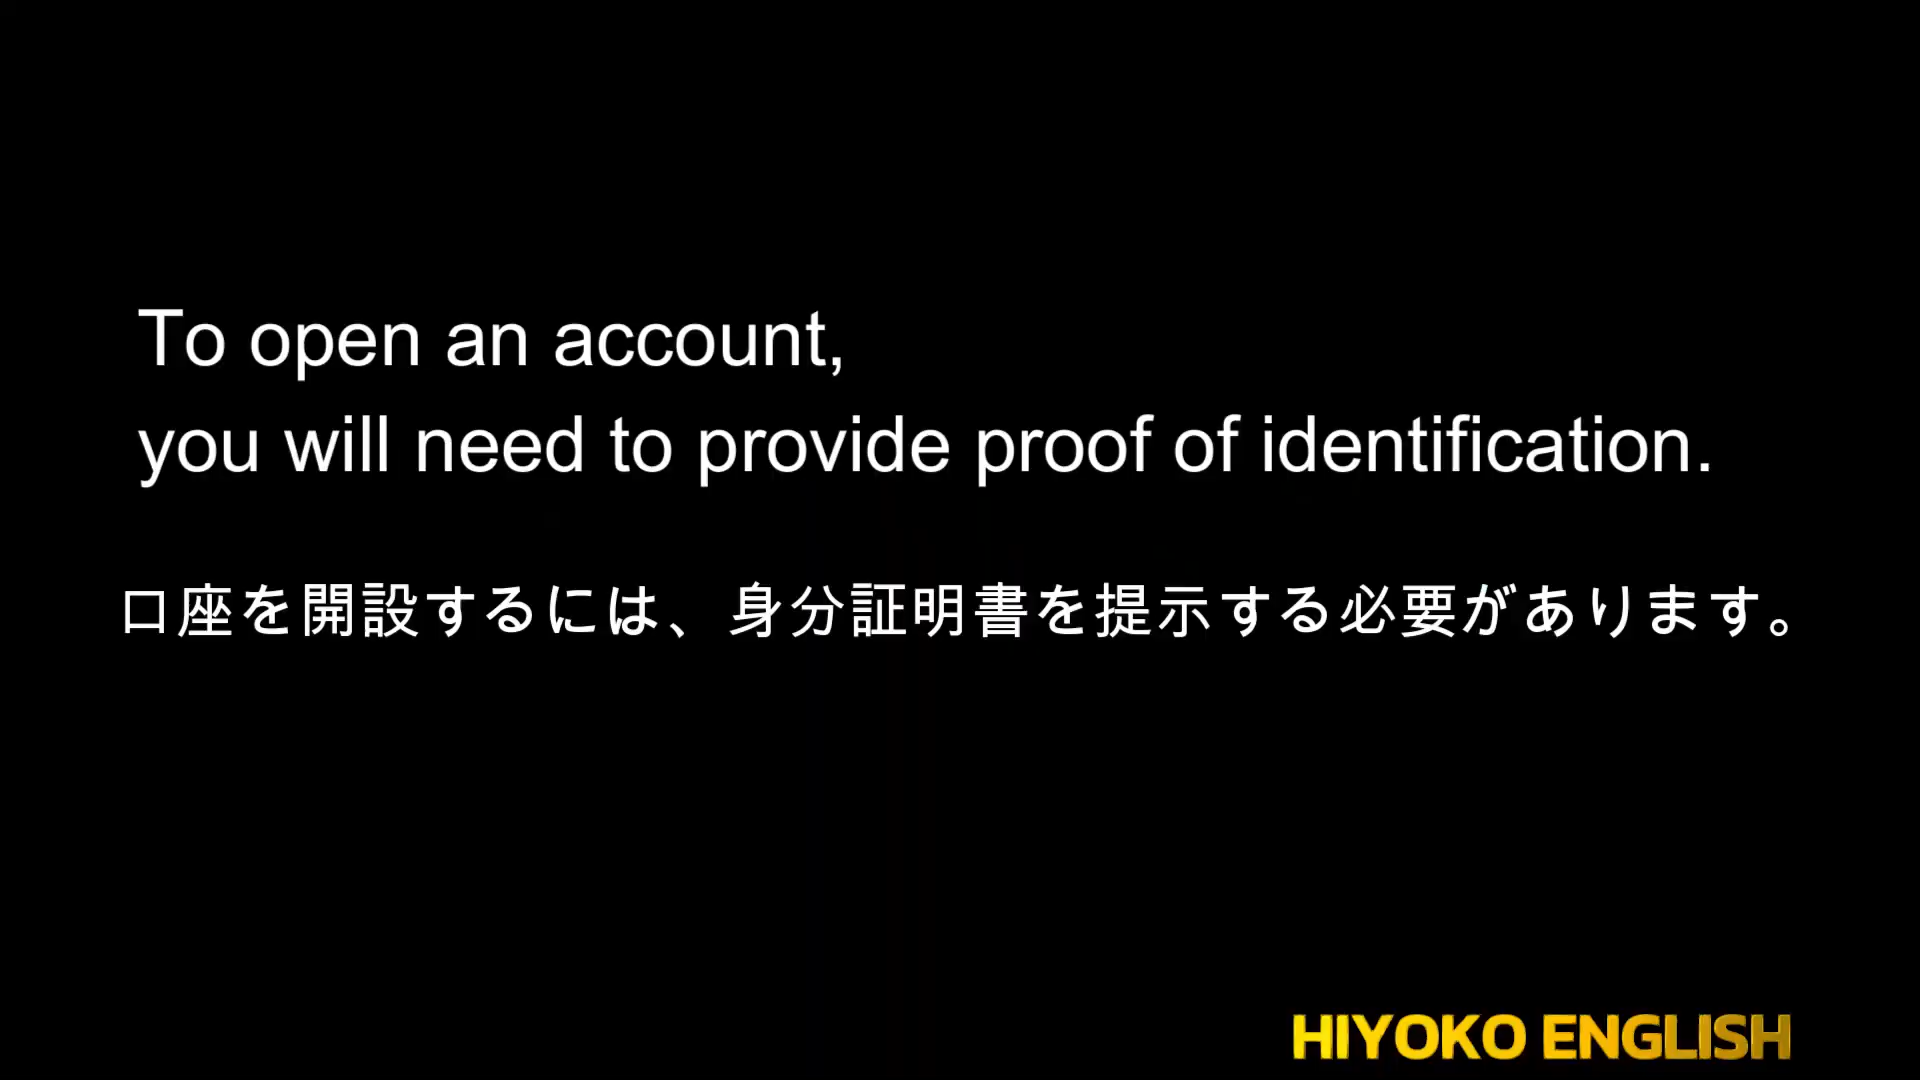 To open an account,
you will need to provide proof of identification.
口座を開設するには、身分証明書を提示する必要があります。
HIYOKO ENGLISH